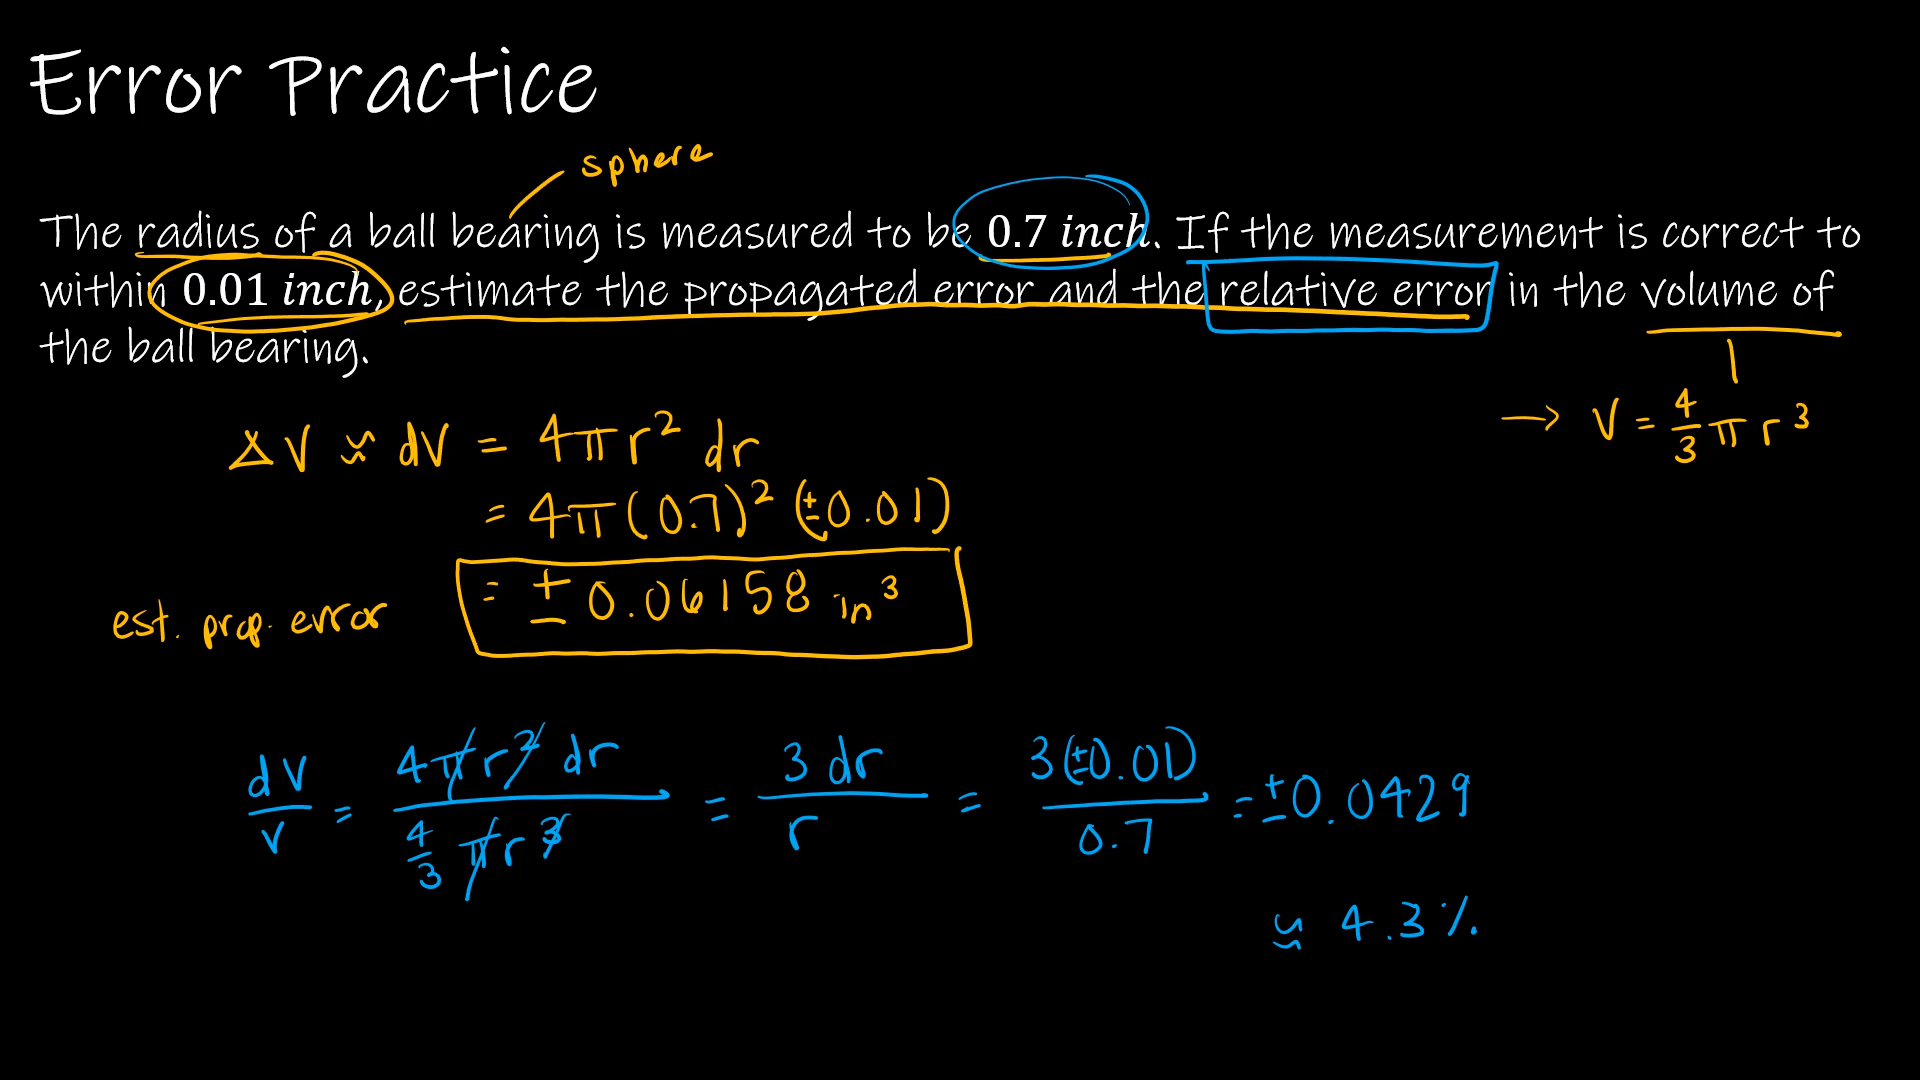 Error Practice
sphere
The radius of a ball bearing is measured to be 0.7 inch. If the measurement is correct to
within 0.01 inch, estimate the propagated error and the relative error in the volume of
the ball bearing.
→ V = 4/3 π r³
ΔV ≈ dV = 4πr² dr
= 4π(0.7)² (±0.01)
est. prop. error = ± 0.06158 in³
dV/V = 4πr² dr / 4/3 πr³ = 3 dr / r = 3(±0.01) / 0.7 = ±0.0429
≈ 4.3%